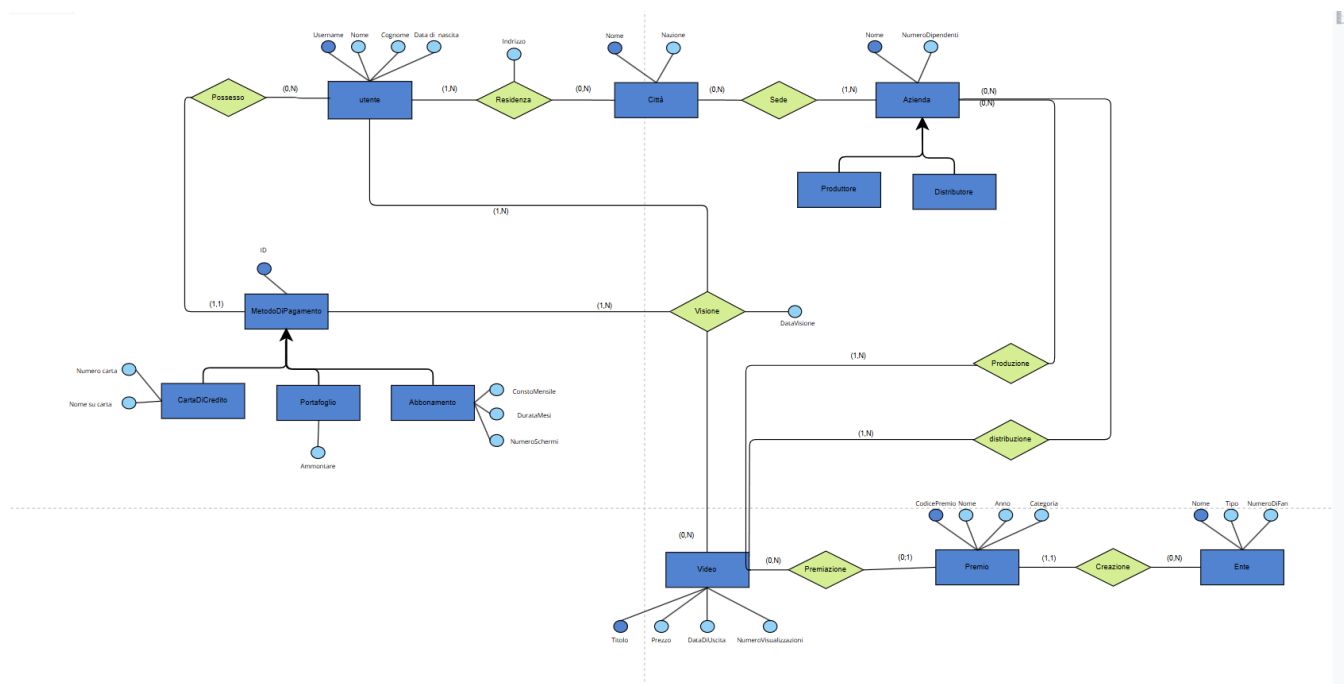 Username Nome Cognome Data di nascita
Indirizzo
Nome Nazione
Nome NumeroDipendenti
Possesso (0,N) utente (1,N) Residenza (0,N) Città (0,N) Sede (1,N) Azienda (0,N)
(0,N)
Produttore Distributore
(1,N)
ID
(1,1) MetodoDiPagamento (1,N) Visione
DataVisione
(1,N) Produzione
Numero carta
Nome su carta
CartaDiCredito Portafoglio Abbonamento
ConstoMensile
DurataMesi
NumeroSchermi
Ammontare
(1,N) distribuzione
CodicePremio Nome Anno Categoria
Nome Tipo NumeroDiFan
(0,N)
Video (0,N) Premiazione (0;1) Premio (1,1) Creazione (0,N) Ente
Titolo Prezzo DataDiUscita NumeroVisualizzazioni